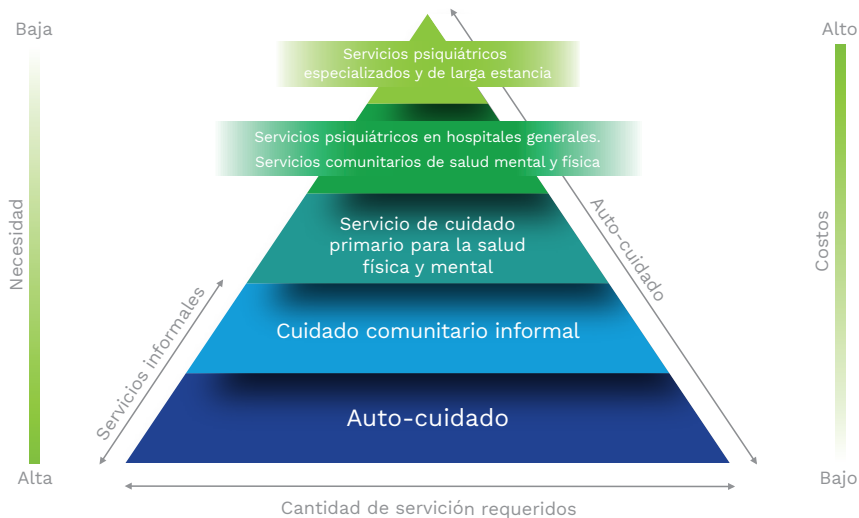 Baja
Alto
Servicios psiquiátricos
especializados y de larga estancia
Servicios psiquiátricos en hospitales generales.
Servicios comunitarios de salud mental y física
Necesidad
Costos
Auto-cuidado
Servicio de cuidado
primario para la salud
física y mental
Servicios informales
Cuidado comunitario informal
Auto-cuidado
Alta
Bajo
Cantidad de servición requeridos